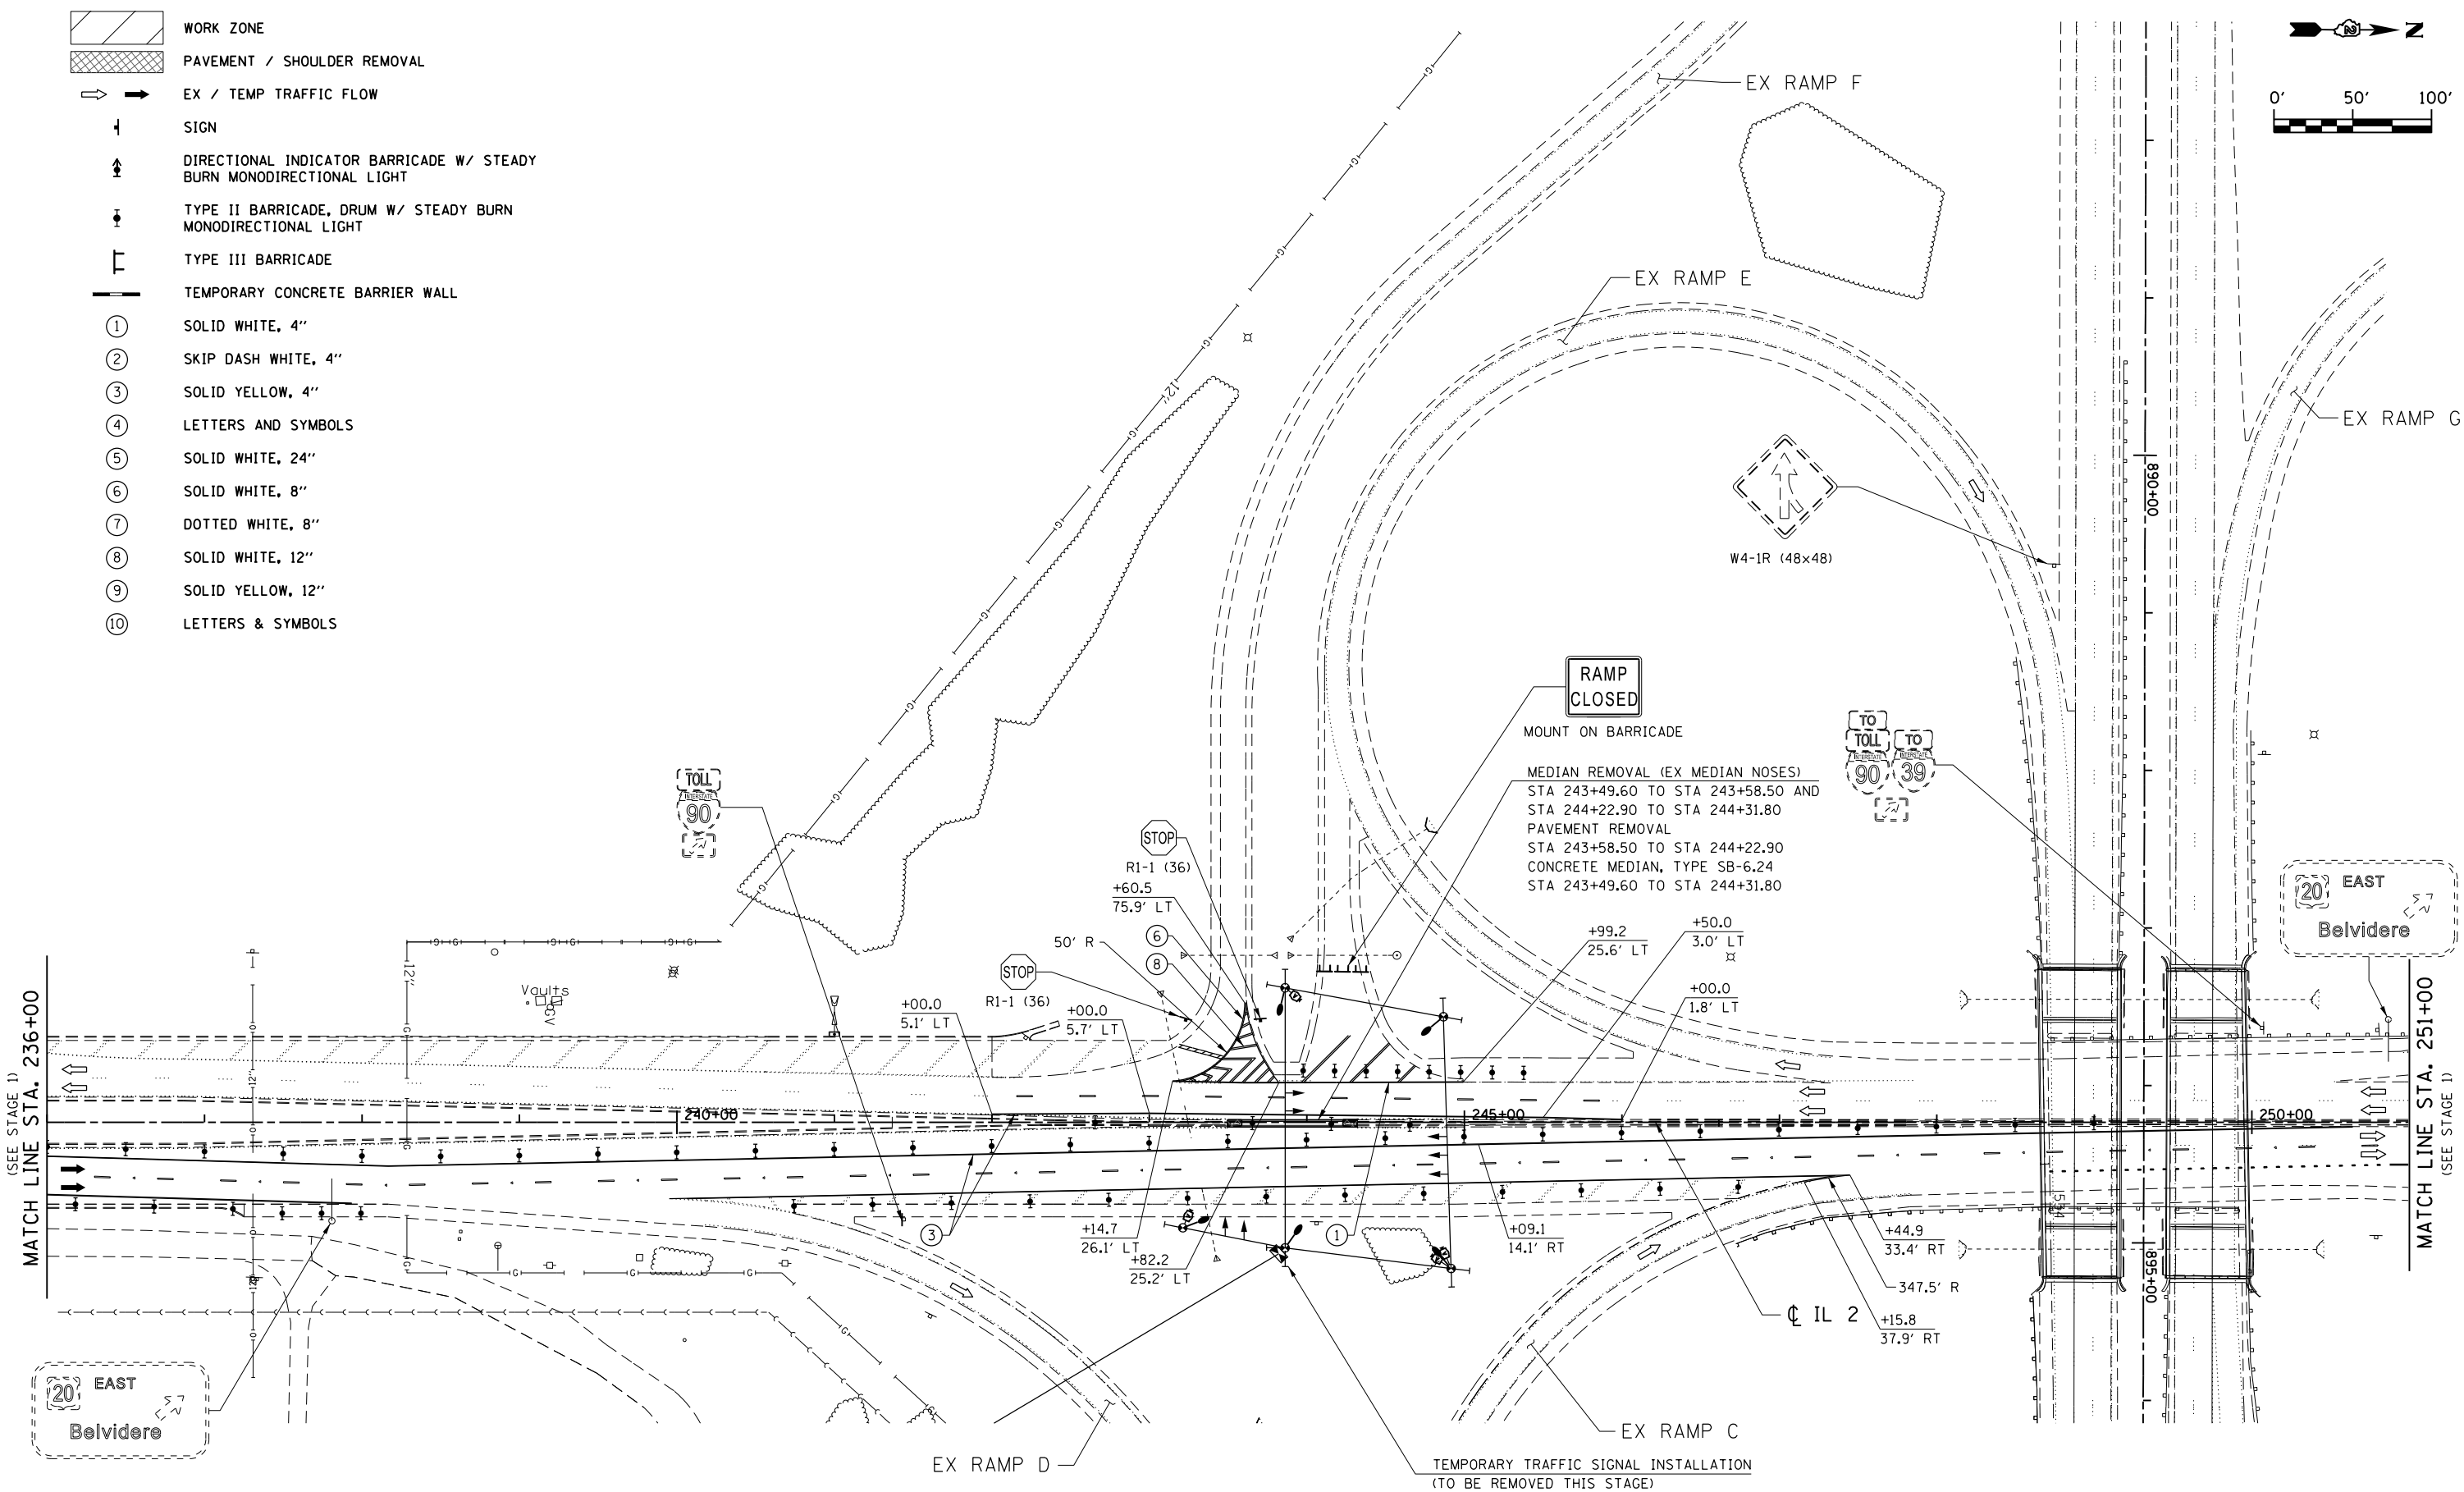 WORK ZONE
PAVEMENT / SHOULDER REMOVAL
EX / TEMP TRAFFIC FLOW
SIGN
DIRECTIONAL INDICATOR BARRICADE W/ STEADY
BURN MONODIRECTIONAL LIGHT
TYPE II BARRICADE, DRUM W/ STEADY BURN
MONODIRECTIONAL LIGHT
TYPE III BARRICADE
TEMPORARY CONCRETE BARRIER WALL
1 SOLID WHITE, 4''
2 SKIP DASH WHITE, 4''
3 SOLID YELLOW, 4''
4 LETTERS AND SYMBOLS
5 SOLID WHITE, 24''
6 SOLID WHITE, 8''
7 DOTTED WHITE, 8''
8 SOLID WHITE, 12''
9 SOLID YELLOW, 12''
10 LETTERS & SYMBOLS
N
0' 50' 100'
EX RAMP F
EX RAMP E
EX RAMP G
W4-1R (48x48)
890+00
RAMP
CLOSED
MOUNT ON BARRICADE
MEDIAN REMOVAL (EX MEDIAN NOSES)
STA 243+49.60 TO STA 243+58.50 AND
STA 244+22.90 TO STA 244+31.80
PAVEMENT REMOVAL
STA 243+58.50 TO STA 244+22.90
CONCRETE MEDIAN, TYPE SB-6.24
STA 243+49.60 TO STA 244+31.80
TO
TOLL
INTERSTATE
90
TO
INTERSTATE
39
TOLL
INTERSTATE
90
20 EAST
Belvidere
STOP
R1-1 (36)
+60.5
75.9' LT
6
8
50' R
STOP
R1-1 (36)
+00.0
5.1' LT
+00.0
5.7' LT
+99.2
25.6' LT
+50.0
3.0' LT
+00.0
1.8' LT
12''
12''
Vaults
GV
MATCH LINE STA. 236+00
(SEE STAGE 1)
240+00
245+00
250+00
MATCH LINE STA. 251+00
(SEE STAGE 1)
3
+14.7
26.1' LT
+82.2
25.2' LT
1
+09.1
14.1' RT
+44.9
33.4' RT
347.5' R
+15.8
37.9' RT
℄ IL 2
895+00
20 EAST
Belvidere
EX RAMP D
EX RAMP C
TEMPORARY TRAFFIC SIGNAL INSTALLATION
(TO BE REMOVED THIS STAGE)